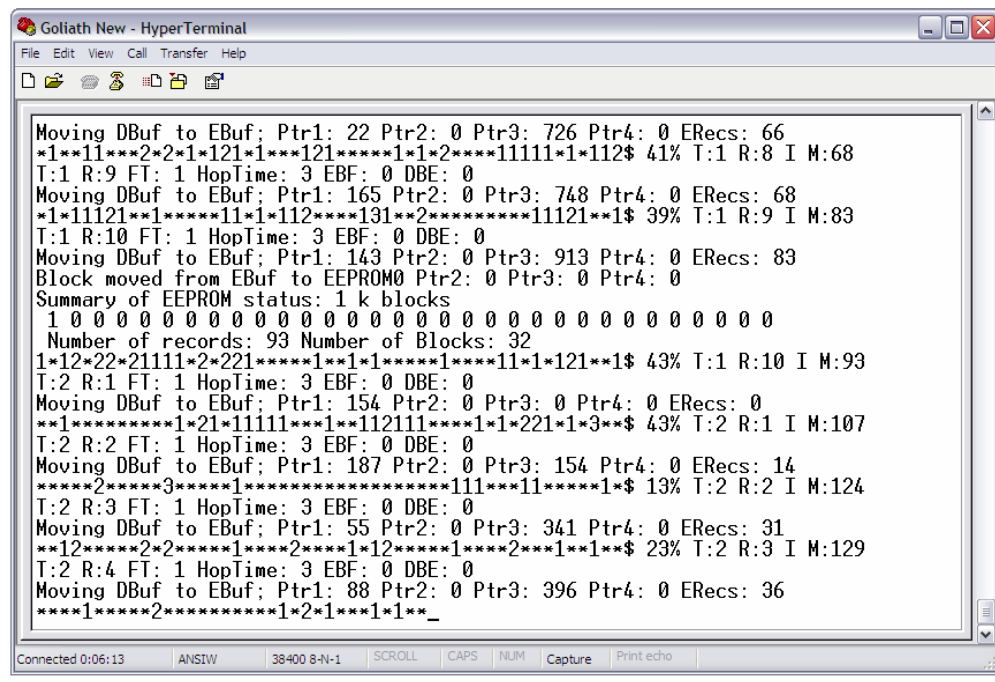 Goliath New - HyperTerminal
File Edit View Call Transfer Help
Moving DBuf to EBuf; Ptr1: 22 Ptr2: 0 Ptr3: 726 Ptr4: 0 ERecs: 66
*1**11***2*2*1*121*1***121*****1*1*2****11111*1*112$ 41% T:1 R:8 I M:68
T:1 R:9 FT: 1 HopTime: 3 EBF: 0 DBE: 0
Moving DBuf to EBuf; Ptr1: 165 Ptr2: 0 Ptr3: 748 Ptr4: 0 ERecs: 68
*1*11121**1*****11*1*112****131**2*********11121**1$ 39% T:1 R:9 I M:83
T:1 R:10 FT: 1 HopTime: 3 EBF: 0 DBE: 0
Moving DBuf to EBuf; Ptr1: 143 Ptr2: 0 Ptr3: 913 Ptr4: 0 ERecs: 83
Block moved from EBuf to EEPROM0 Ptr2: 0 Ptr3: 0 Ptr4: 0
Summary of EEPROM status: 1 k blocks
1 0 0 0 0 0 0 0 0 0 0 0 0 0 0 0 0 0 0 0 0 0 0 0 0 0 0 0 0 0 0 0
Number of records: 93 Number of Blocks: 32
1*12*22*21111*2*221*****1**1*1*****1****11*1*121**1$ 43% T:1 R:10 I M:93
T:2 R:1 FT: 1 HopTime: 3 EBF: 0 DBE: 0
Moving DBuf to EBuf; Ptr1: 154 Ptr2: 0 Ptr3: 0 Ptr4: 0 ERecs: 0
**1*********1*21*11111***1**112111****1*1*221*1*3**$ 43% T:2 R:1 I M:107
T:2 R:2 FT: 1 HopTime: 3 EBF: 0 DBE: 0
Moving DBuf to EBuf; Ptr1: 187 Ptr2: 0 Ptr3: 154 Ptr4: 0 ERecs: 14
*****2*****3*****1******************111***11*****1*$ 13% T:2 R:2 I M:124
T:2 R:3 FT: 1 HopTime: 3 EBF: 0 DBE: 0
Moving DBuf to EBuf; Ptr1: 55 Ptr2: 0 Ptr3: 341 Ptr4: 0 ERecs: 31
**12*****2*2*****1****2****1*12*****1****2***1**1**$ 23% T:2 R:3 I M:129
T:2 R:4 FT: 1 HopTime: 3 EBF: 0 DBE: 0
Moving DBuf to EBuf; Ptr1: 88 Ptr2: 0 Ptr3: 396 Ptr4: 0 ERecs: 36
****1*****2**********1*2*1***1*1**_
Connected 0:06:13 ANSIW 38400 8-N-1 SCROLL CAPS NUM Capture Print echo